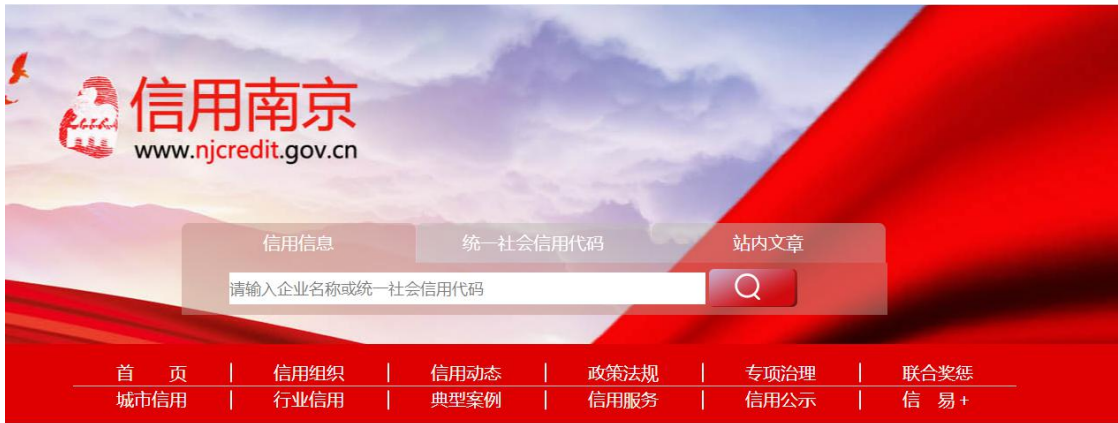 信用南京
www.njcredit.gov.cn
信用信息 统一社会信用代码 站内文章
请输入企业名称或统一社会信用代码
首 页 信用组织 信用动态 政策法规 专项治理 联合奖惩
城市信用 行业信用 典型案例 信用服务 信用公示 信 易+